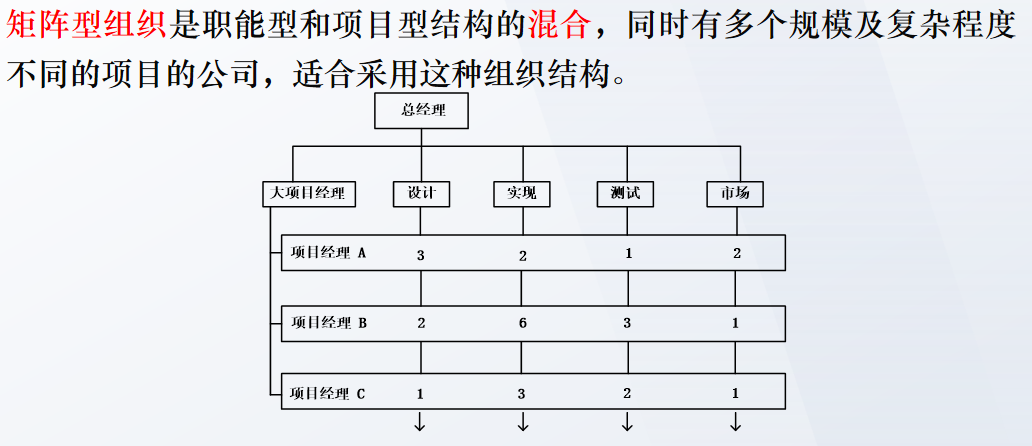 矩阵型组织是职能型和项目型结构的混合，同时有多个规模及复杂程度
不同的项目的公司，适合采用这种组织结构。
总经理
大项目经理 设计 实现 测试 市场
项目经理 A 3 2 1 2
项目经理 B 2 6 3 1
项目经理 C 1 3 2 1